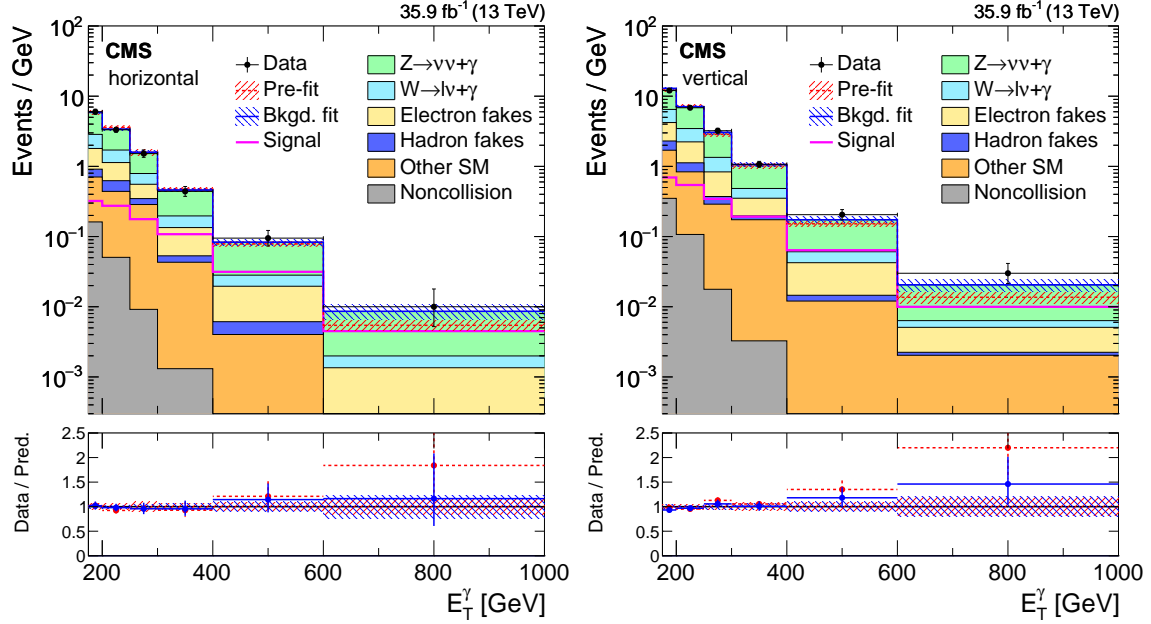 35.9 fb⁻¹ (13 TeV)
CMS
horizontal
Data
Pre-fit
Bkgd. fit
Signal
Z→νν+γ
W→lν+γ
Electron fakes
Hadron fakes
Other SM
Noncollision
Events / GeV
10²
10
1
10⁻¹
10⁻²
10⁻³
Data / Pred.
2.5
2
1.5
1
0.5
0
200 400 600 800 1000
E_T^γ [GeV]
35.9 fb⁻¹ (13 TeV)
CMS
vertical
Data
Pre-fit
Bkgd. fit
Signal
Z→νν+γ
W→lν+γ
Electron fakes
Hadron fakes
Other SM
Noncollision
Events / GeV
10²
10
1
10⁻¹
10⁻²
10⁻³
Data / Pred.
2.5
2
1.5
1
0.5
0
200 400 600 800 1000
E_T^γ [GeV]